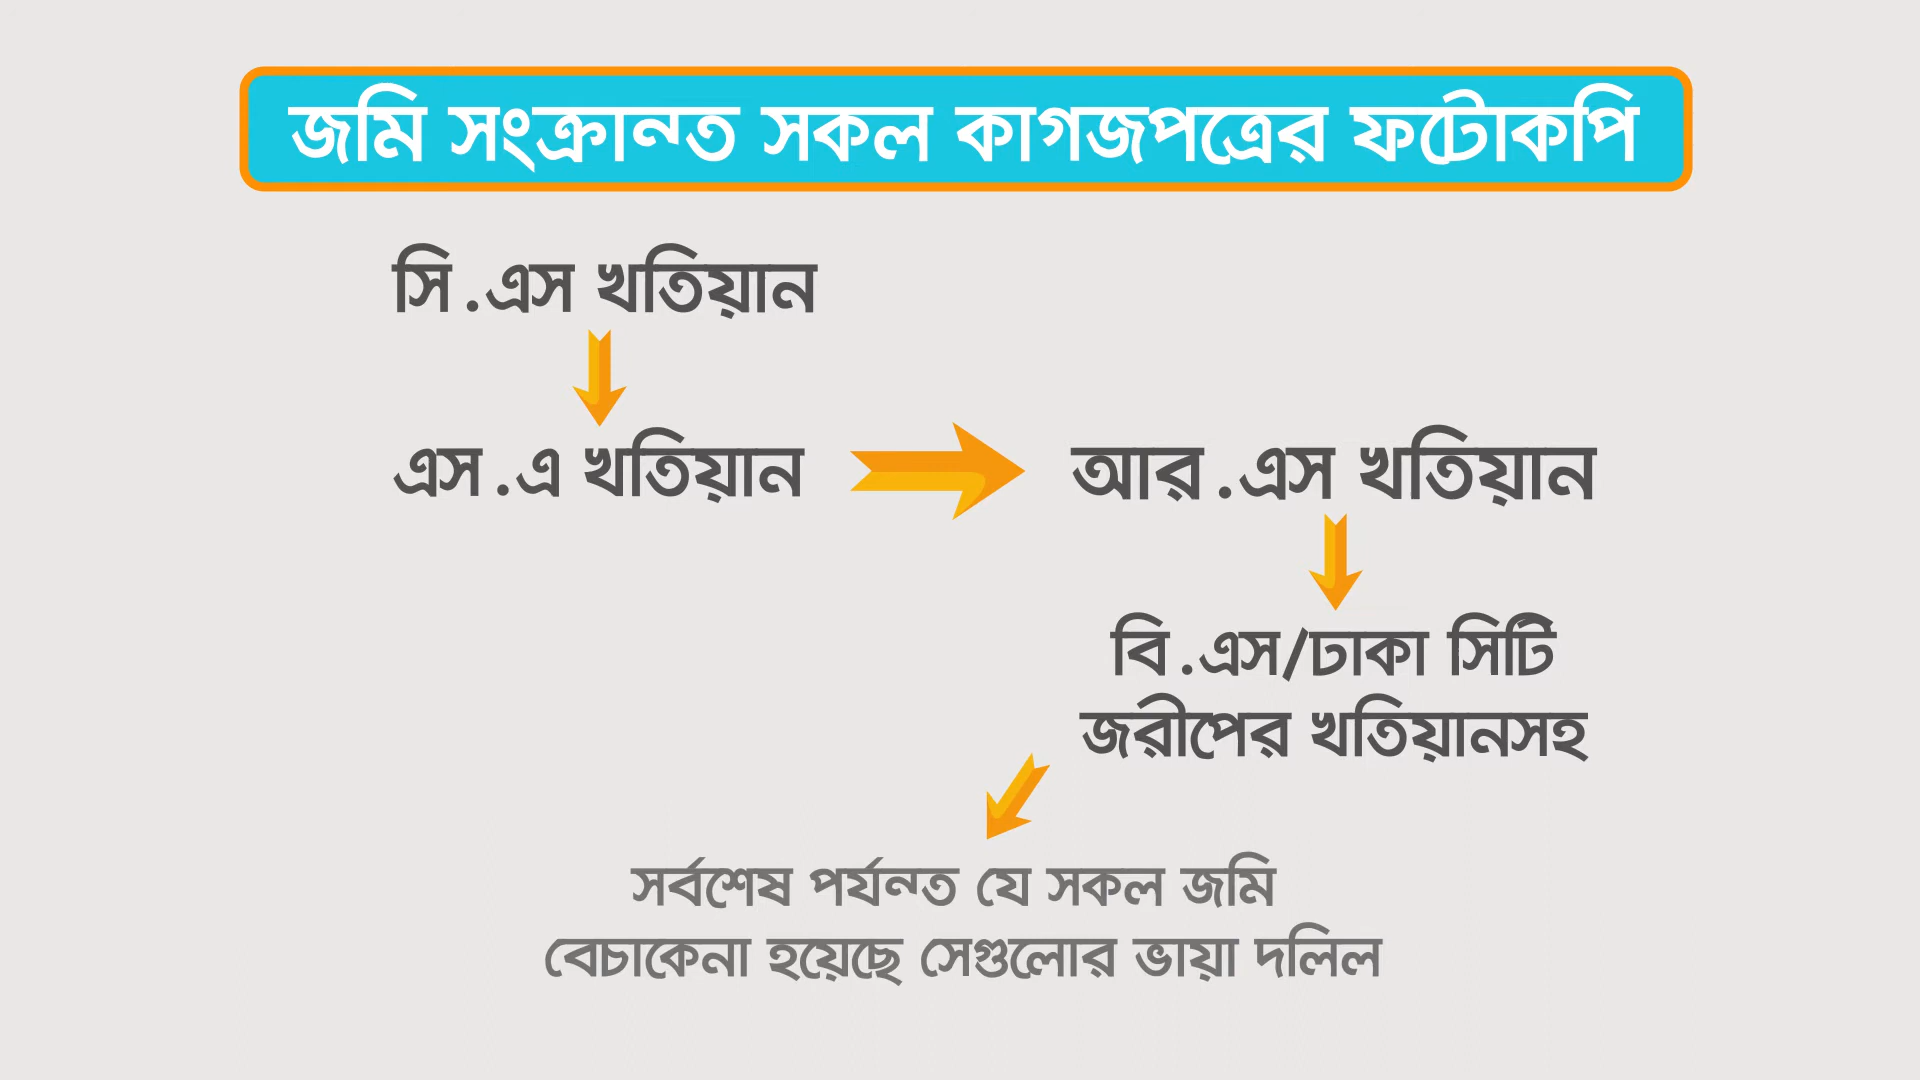 জমি সংক্রান্ত সকল কাগজপত্রের ফটোকপি
সি .এস খতিয়ান
এস .এ খতিয়ান
আর .এস খতিয়ান
বি .এস/ঢাকা সিটি
জরীপের খতিয়ানসহ
সর্বশেষ পর্যন্ত যে সকল জমি
বেচাকেনা হয়েছে সেগুলোর ভায়া দলিল